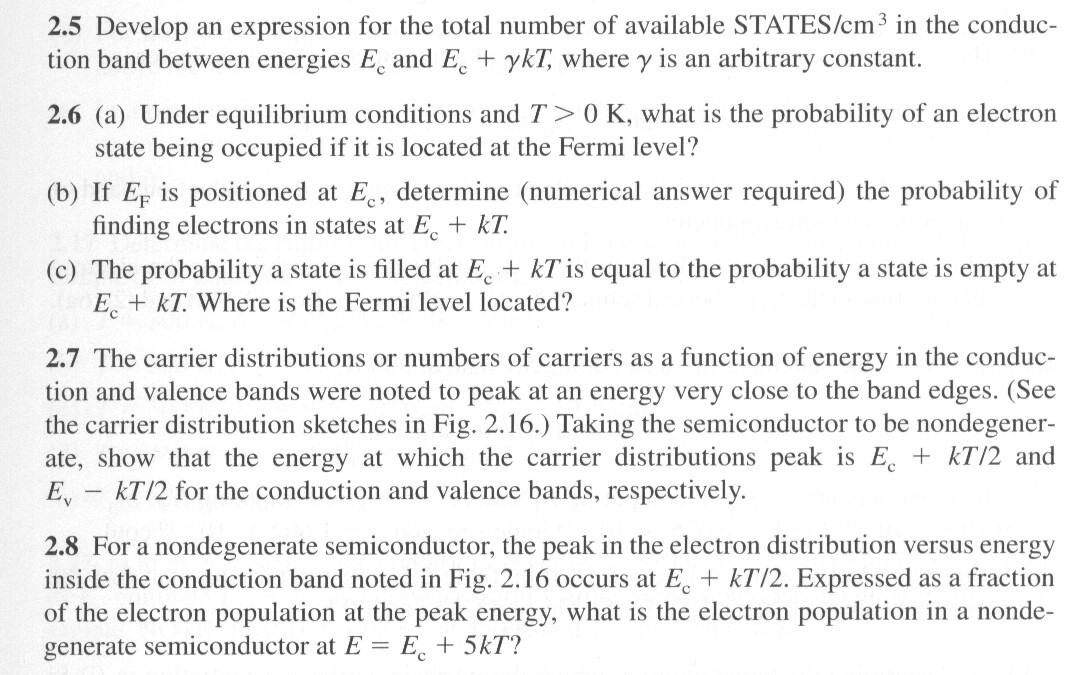 2.5 Develop an expression for the total number of available STATES/cm³ in the conduc-
tion band between energies E_c and E_c + γkT, where γ is an arbitrary constant.
2.6 (a) Under equilibrium conditions and T > 0 K, what is the probability of an electron
state being occupied if it is located at the Fermi level?
(b) If E_F is positioned at E_c, determine (numerical answer required) the probability of
finding electrons in states at E_c + kT.
(c) The probability a state is filled at E_c + kT is equal to the probability a state is empty at
E_c + kT. Where is the Fermi level located?
2.7 The carrier distributions or numbers of carriers as a function of energy in the conduc-
tion and valence bands were noted to peak at an energy very close to the band edges. (See
the carrier distribution sketches in Fig. 2.16.) Taking the semiconductor to be nondegener-
ate, show that the energy at which the carrier distributions peak is E_c + kT/2 and
E_v − kT/2 for the conduction and valence bands, respectively.
2.8 For a nondegenerate semiconductor, the peak in the electron distribution versus energy
inside the conduction band noted in Fig. 2.16 occurs at E_c + kT/2. Expressed as a fraction
of the electron population at the peak energy, what is the electron population in a nonde-
generate semiconductor at E = E_c + 5kT?